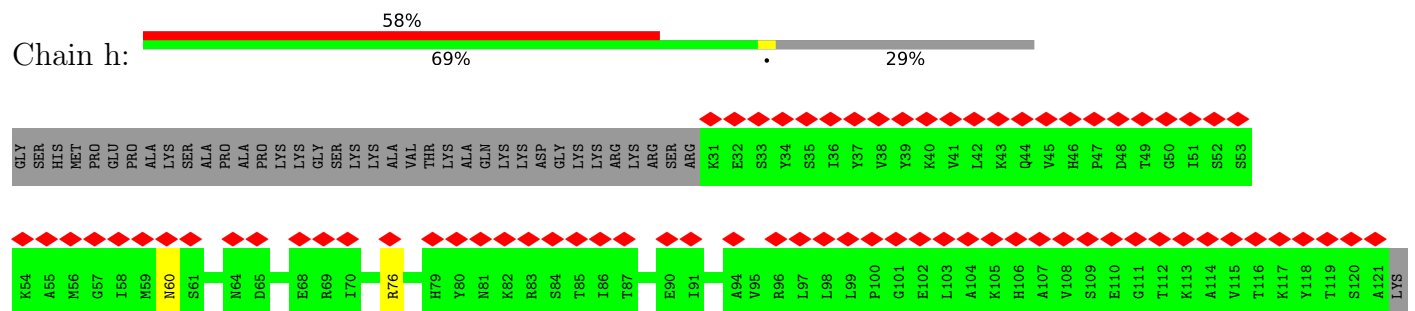 58%
Chain h:
69% • 29%
GLY SER HIS MET PRO GLU PRO ALA LYS SER ALA PRO ALA PRO LYS LYS GLY SER LYS LYS ALA VAL THR LYS ALA GLN LYS LYS ASP GLY LYS LYS ARG LYS ARG SER ARG K31 E32 S33 Y34 S35 I36 Y37 V38 Y39 K40 V41 L42 K43 Q44 V45 H46 P47 D48 T49 G50 I51 S52 S53
K54 A55 M56 G57 I58 M59 N60 S61 N64 D65 E68 R69 I70 R76 H79 Y80 N81 K82 R83 S84 T85 I86 T87 E90 I91 A94 V95 R96 L97 L98 L99 P100 G101 E102 L103 A104 K105 H106 A107 V108 S109 E110 G111 T112 K113 A114 V115 T116 K117 Y118 T119 S120 A121 LYS